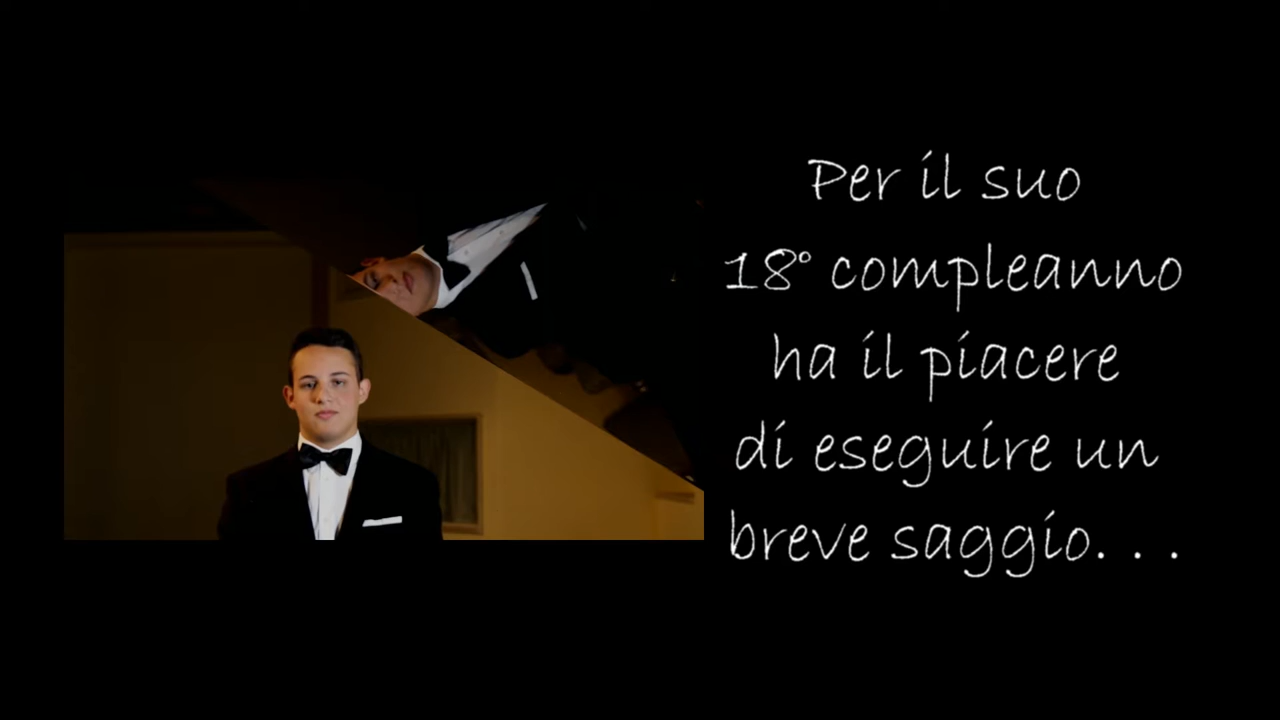 Per il suo
18° compleanno
ha il piacere
di eseguire un
breve saggio. . .